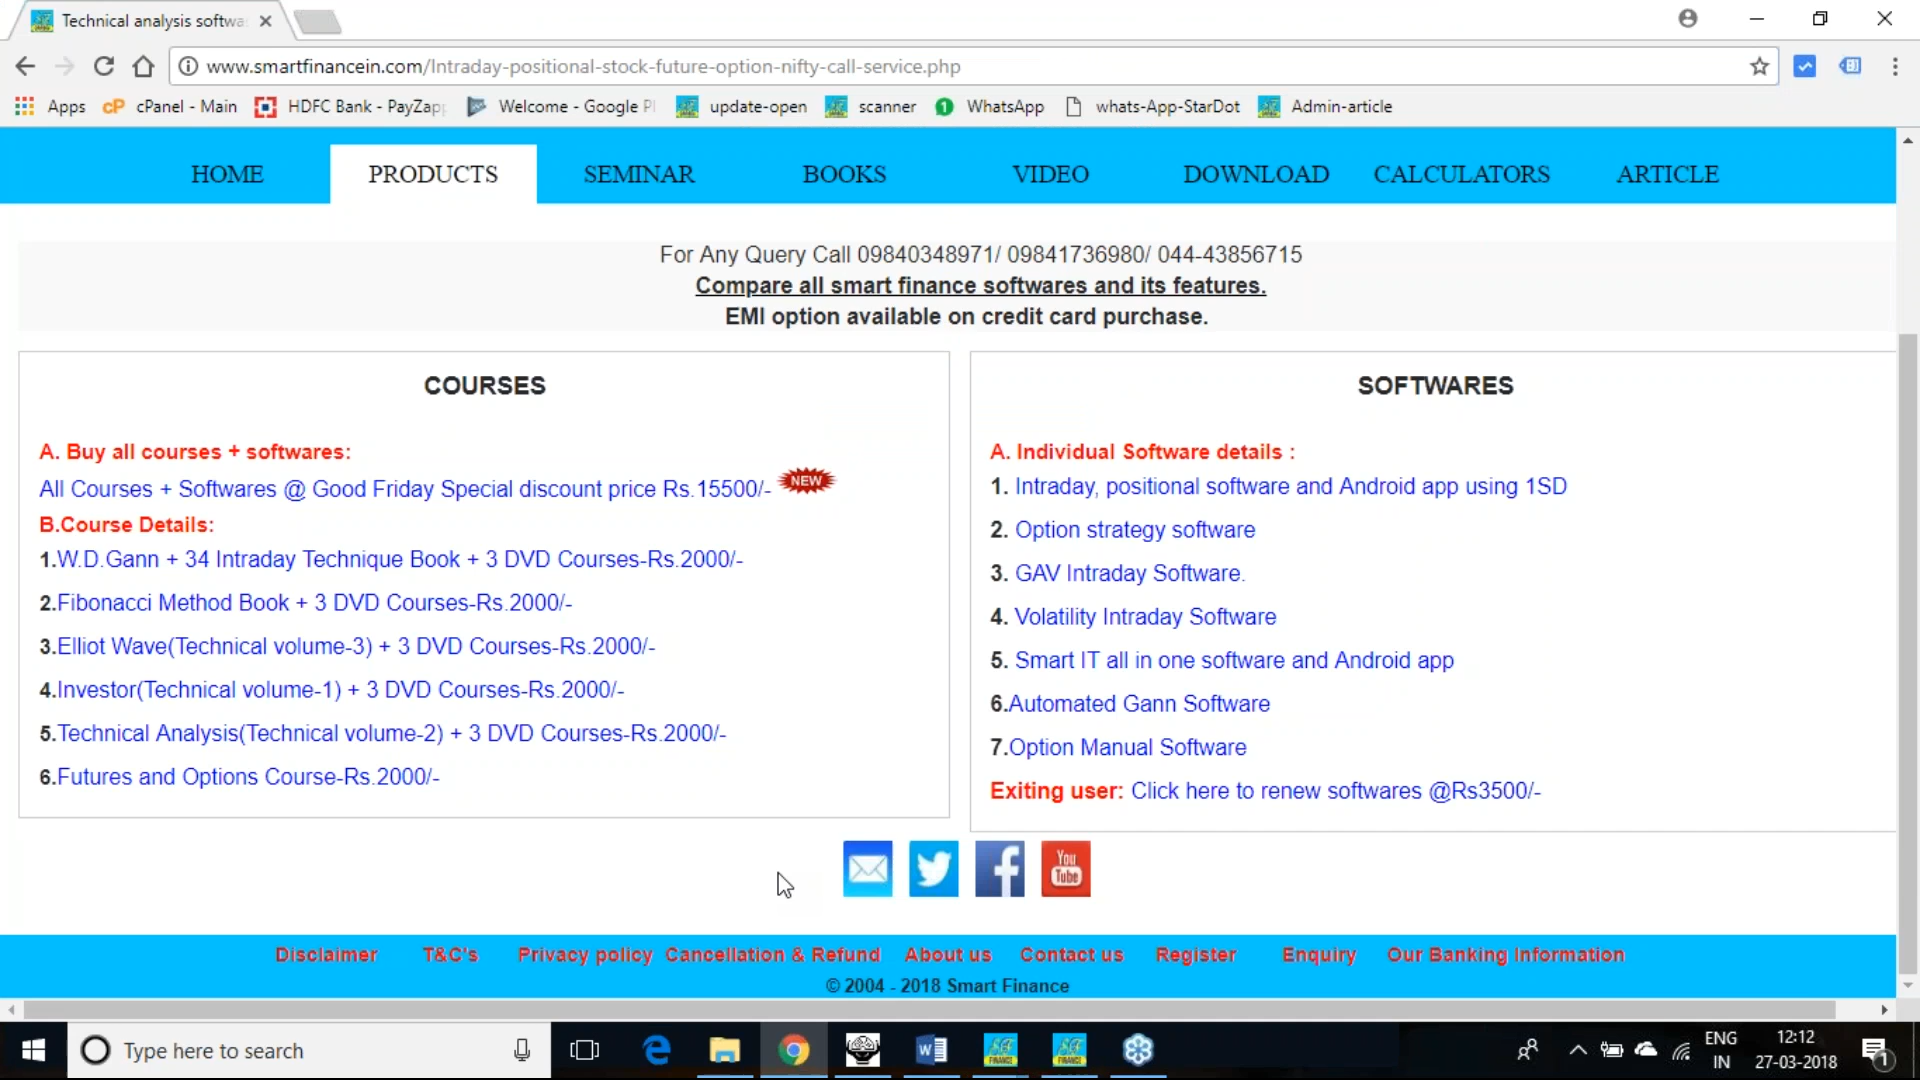 Technical analysis softwa
www.smartfinancein.com/Intraday-positional-stock-future-option-nifty-call-service.php
Apps cPanel - Main HDFC Bank - PayZap Welcome - Google P update-open scanner WhatsApp whats-App-StarDot Admin-article
HOME PRODUCTS SEMINAR BOOKS VIDEO DOWNLOAD CALCULATORS ARTICLE
For Any Query Call 09840348971/ 09841736980/ 044-43856715
Compare all smart finance softwares and its features.
EMI option available on credit card purchase.
COURSES
A. Buy all courses + softwares:
All Courses + Softwares @ Good Friday Special discount price Rs.15500/- NEW
B.Course Details:
1.W.D.Gann + 34 Intraday Technique Book + 3 DVD Courses-Rs.2000/-
2.Fibonacci Method Book + 3 DVD Courses-Rs.2000/-
3.Elliot Wave(Technical volume-3) + 3 DVD Courses-Rs.2000/-
4.Investor(Technical volume-1) + 3 DVD Courses-Rs.2000/-
5.Technical Analysis(Technical volume-2) + 3 DVD Courses-Rs.2000/-
6.Futures and Options Course-Rs.2000/-
SOFTWARES
A. Individual Software details :
1. Intraday, positional software and Android app using 1SD
2. Option strategy software
3. GAV Intraday Software.
4. Volatility Intraday Software
5. Smart IT all in one software and Android app
6.Automated Gann Software
7.Option Manual Software
Exiting user: Click here to renew softwares @Rs3500/-
You
Tube
Disclaimer T&C's Privacy policy Cancellation & Refund About us Contact us Register Enquiry Our Banking Information
© 2004 - 2018 Smart Finance
Type here to search
ENG
IN
12:12
27-03-2018
1